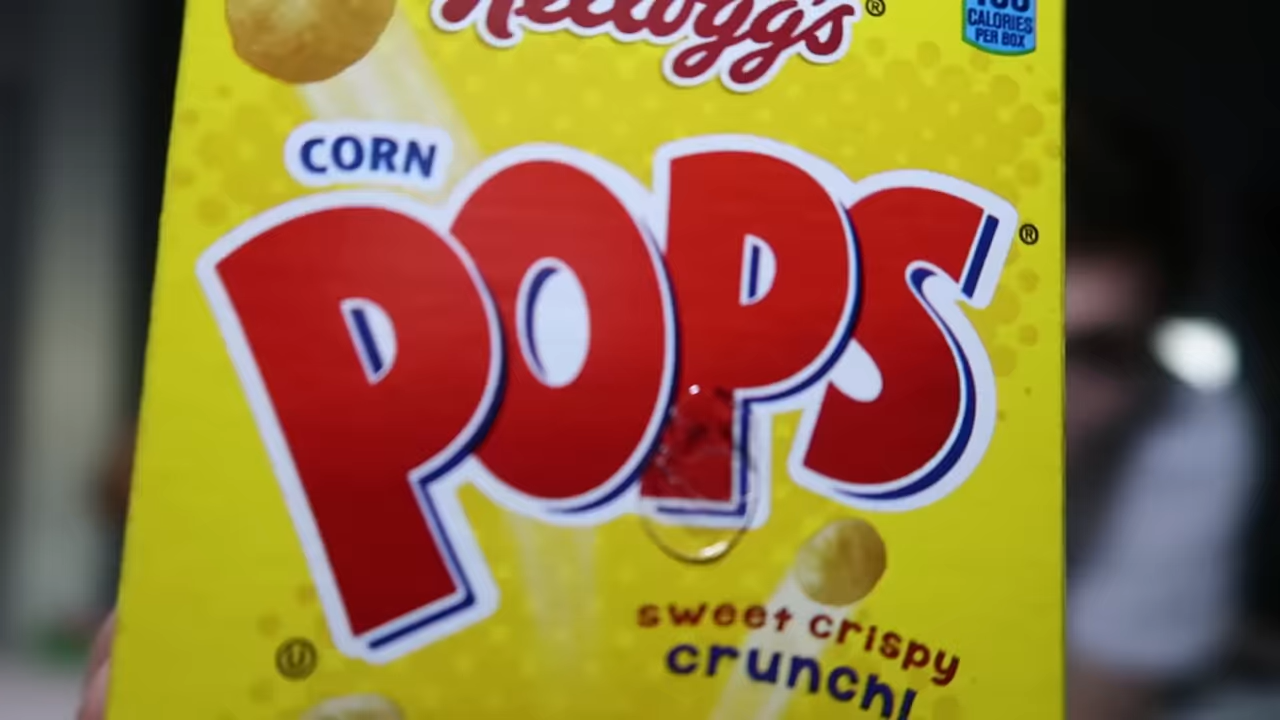 Kellogg's®
CALORIES
PER BOX
CORN
POPS®
sweet crispy
crunch!
U